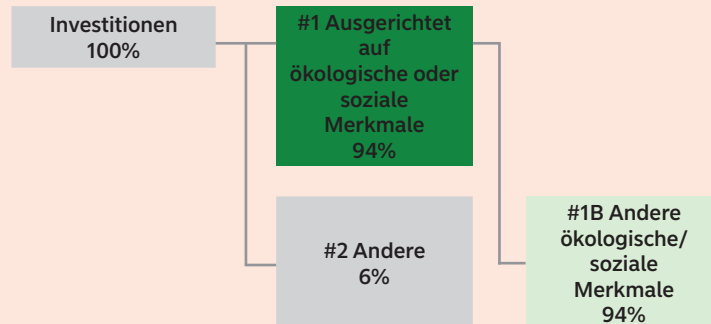 Investitionen
100%
#1 Ausgerichtet
auf
ökologische oder
soziale
Merkmale
94%
#2 Andere
6%
#1B Andere
ökologische/
soziale
Merkmale
94%